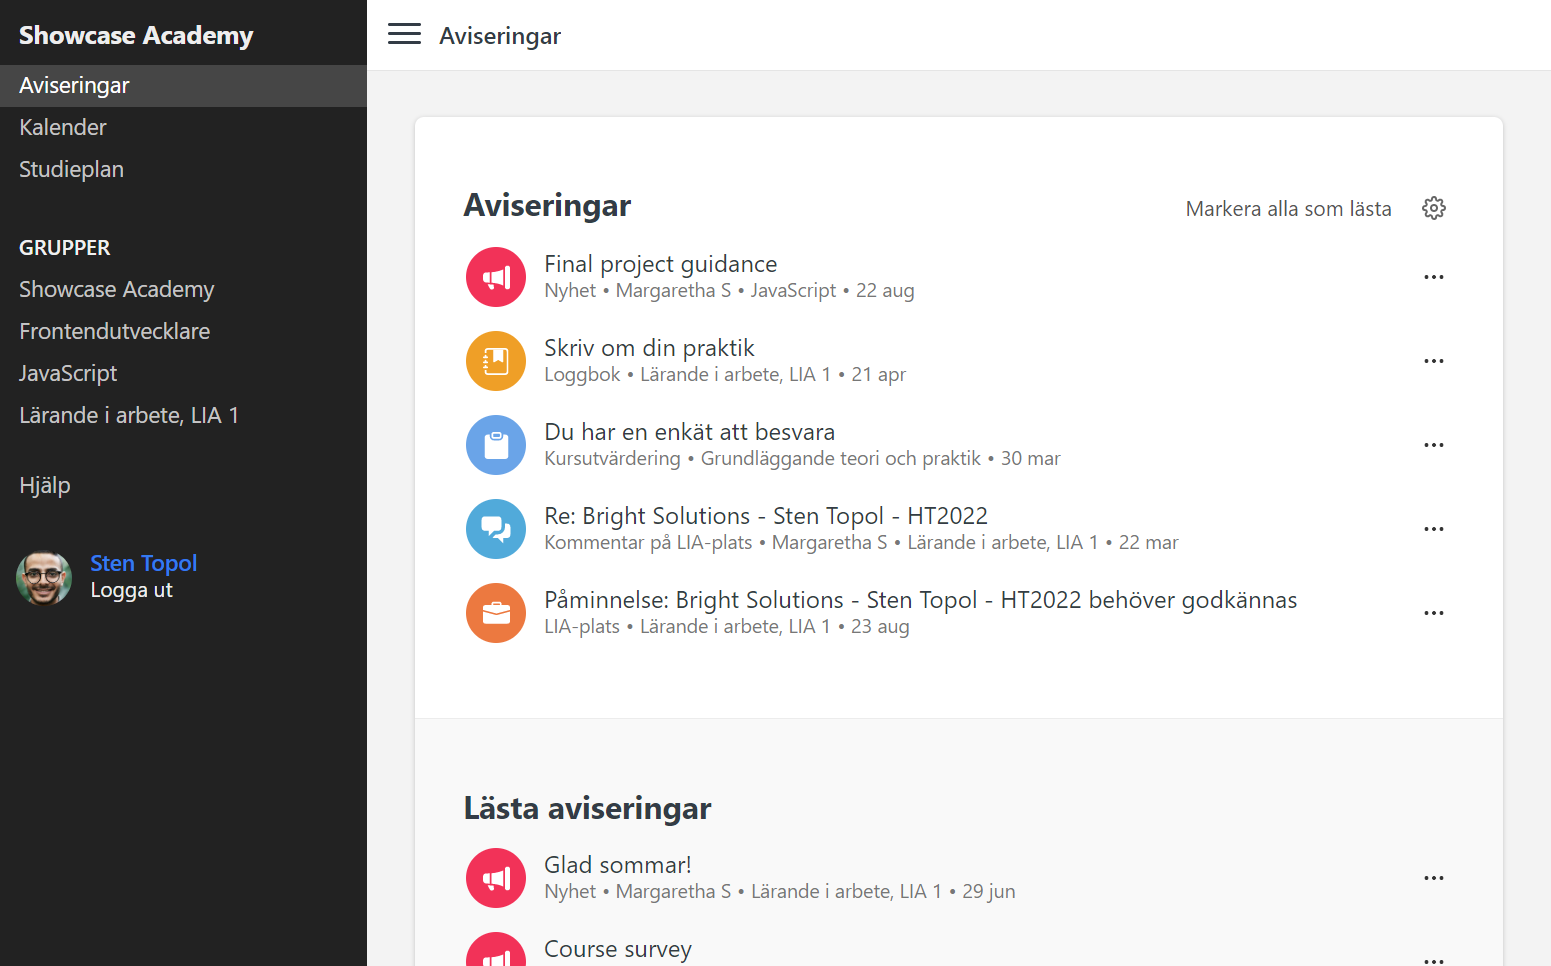 Showcase Academy
Aviseringar
Kalender
Studieplan
GRUPPER
Showcase Academy
Frontendutvecklare
JavaScript
Lärande i arbete, LIA 1
Hjälp
Sten Topol
Logga ut
Aviseringar
Aviseringar
Markera alla som lästa
Final project guidance
Nyhet • Margaretha S • JavaScript • 22 aug
Skriv om din praktik
Loggbok • Lärande i arbete, LIA 1 • 21 apr
Du har en enkät att besvara
Kursutvärdering • Grundläggande teori och praktik • 30 mar
Re: Bright Solutions - Sten Topol - HT2022
Kommentar på LIA-plats • Margaretha S • Lärande i arbete, LIA 1 • 22 mar
Påminnelse: Bright Solutions - Sten Topol - HT2022 behöver godkännas
LIA-plats • Lärande i arbete, LIA 1 • 23 aug
Lästa aviseringar
Glad sommar!
Nyhet • Margaretha S • Lärande i arbete, LIA 1 • 29 jun
Course survey